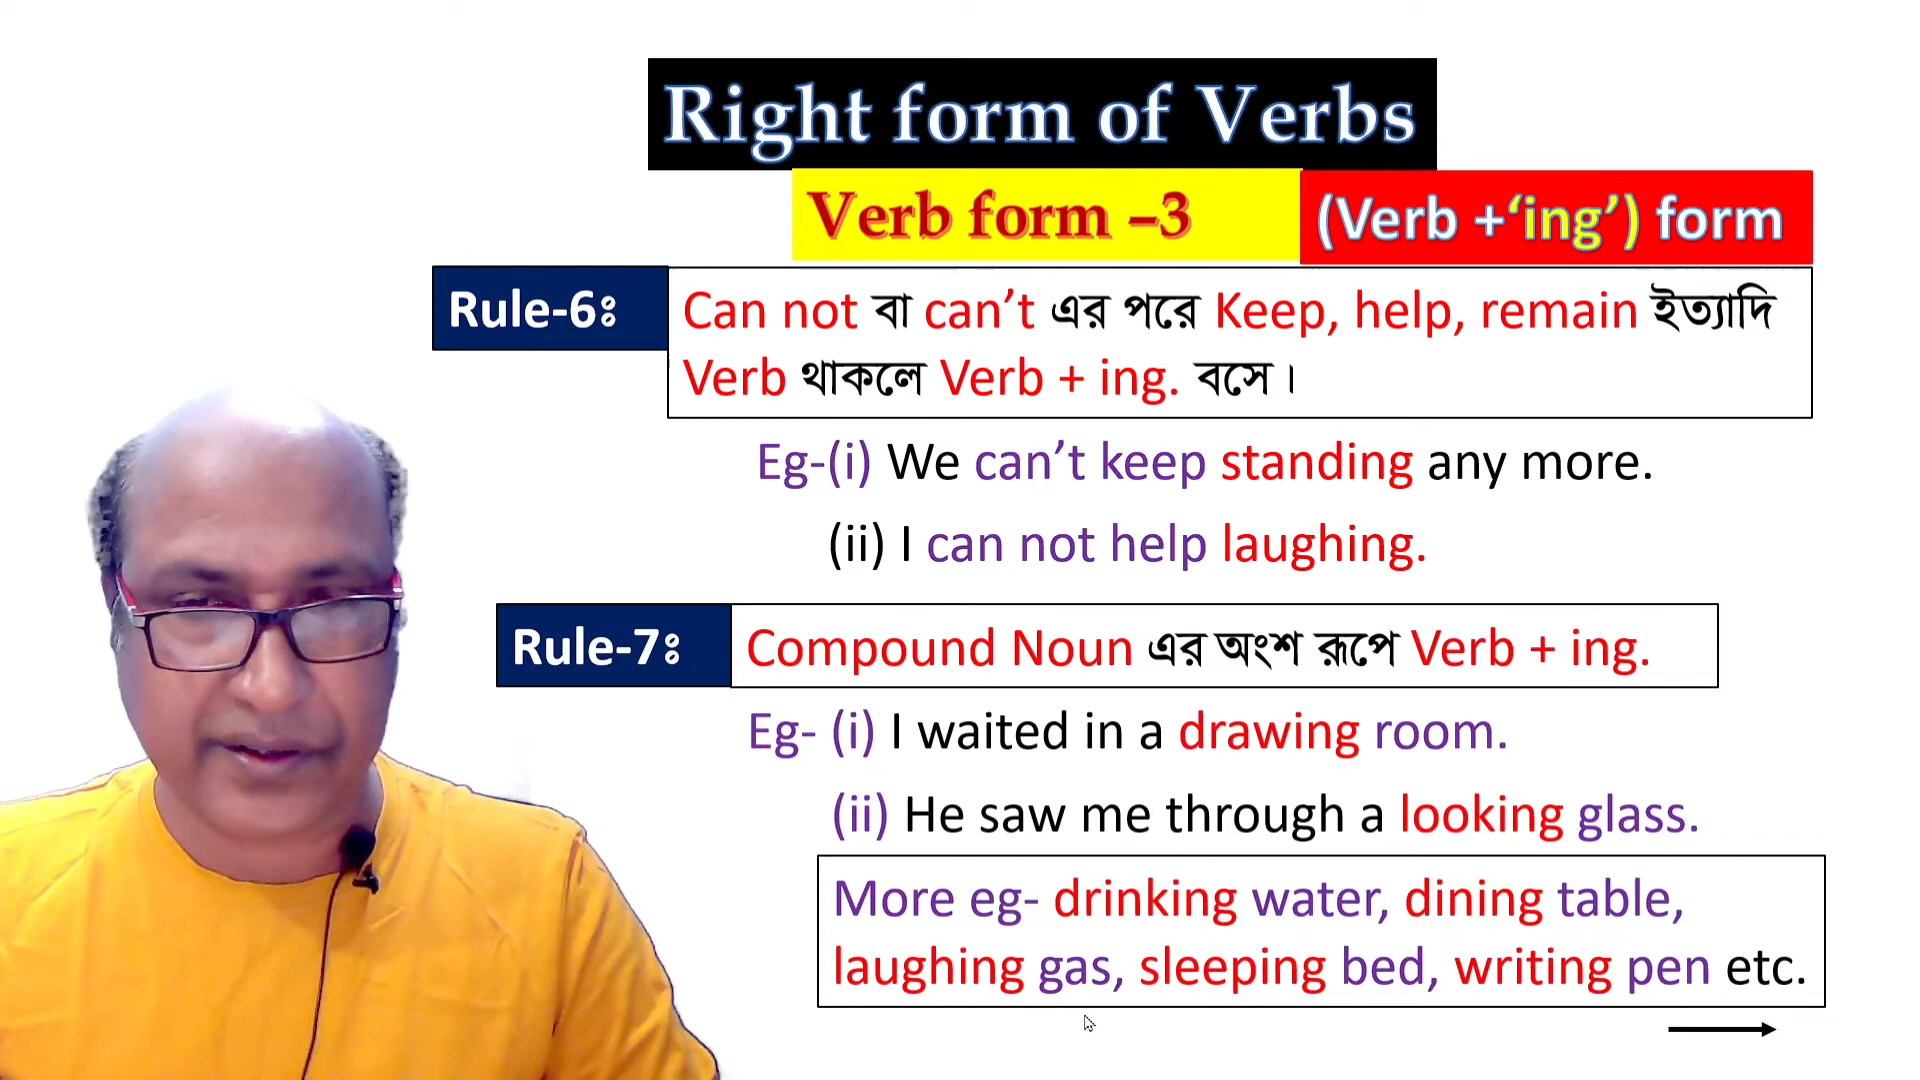 Right form of Verbs
Verb form –3
(Verb +‘ing’) form
Rule-6ঃ
Can not বা can’t এর পরে Keep, help, remain ইত্যাদি
Verb থাকলে Verb + ing. বসে।
Eg-(i) We can’t keep standing any more.
(ii) I can not help laughing.
Rule-7ঃ
Compound Noun এর অংশ রূপে Verb + ing.
Eg- (i) I waited in a drawing room.
(ii) He saw me through a looking glass.
More eg- drinking water, dining table,
laughing gas, sleeping bed, writing pen etc.